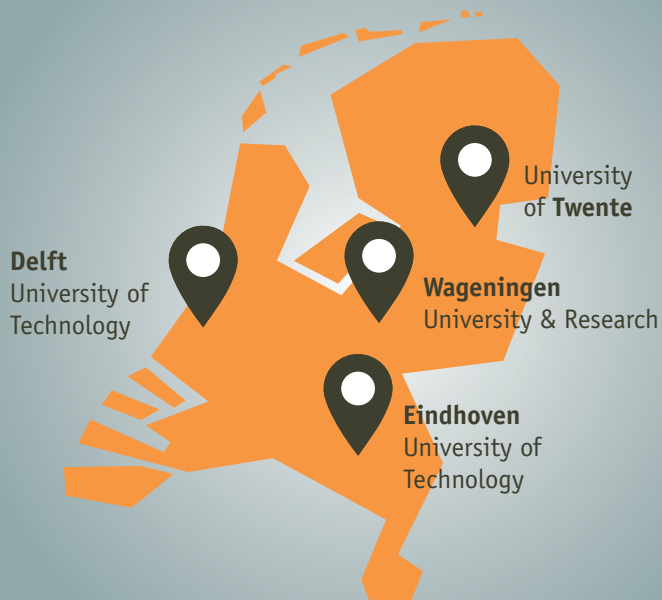 University
of Twente
Delft
University of
Technology
Wageningen
University & Research
Eindhoven
University of
Technology